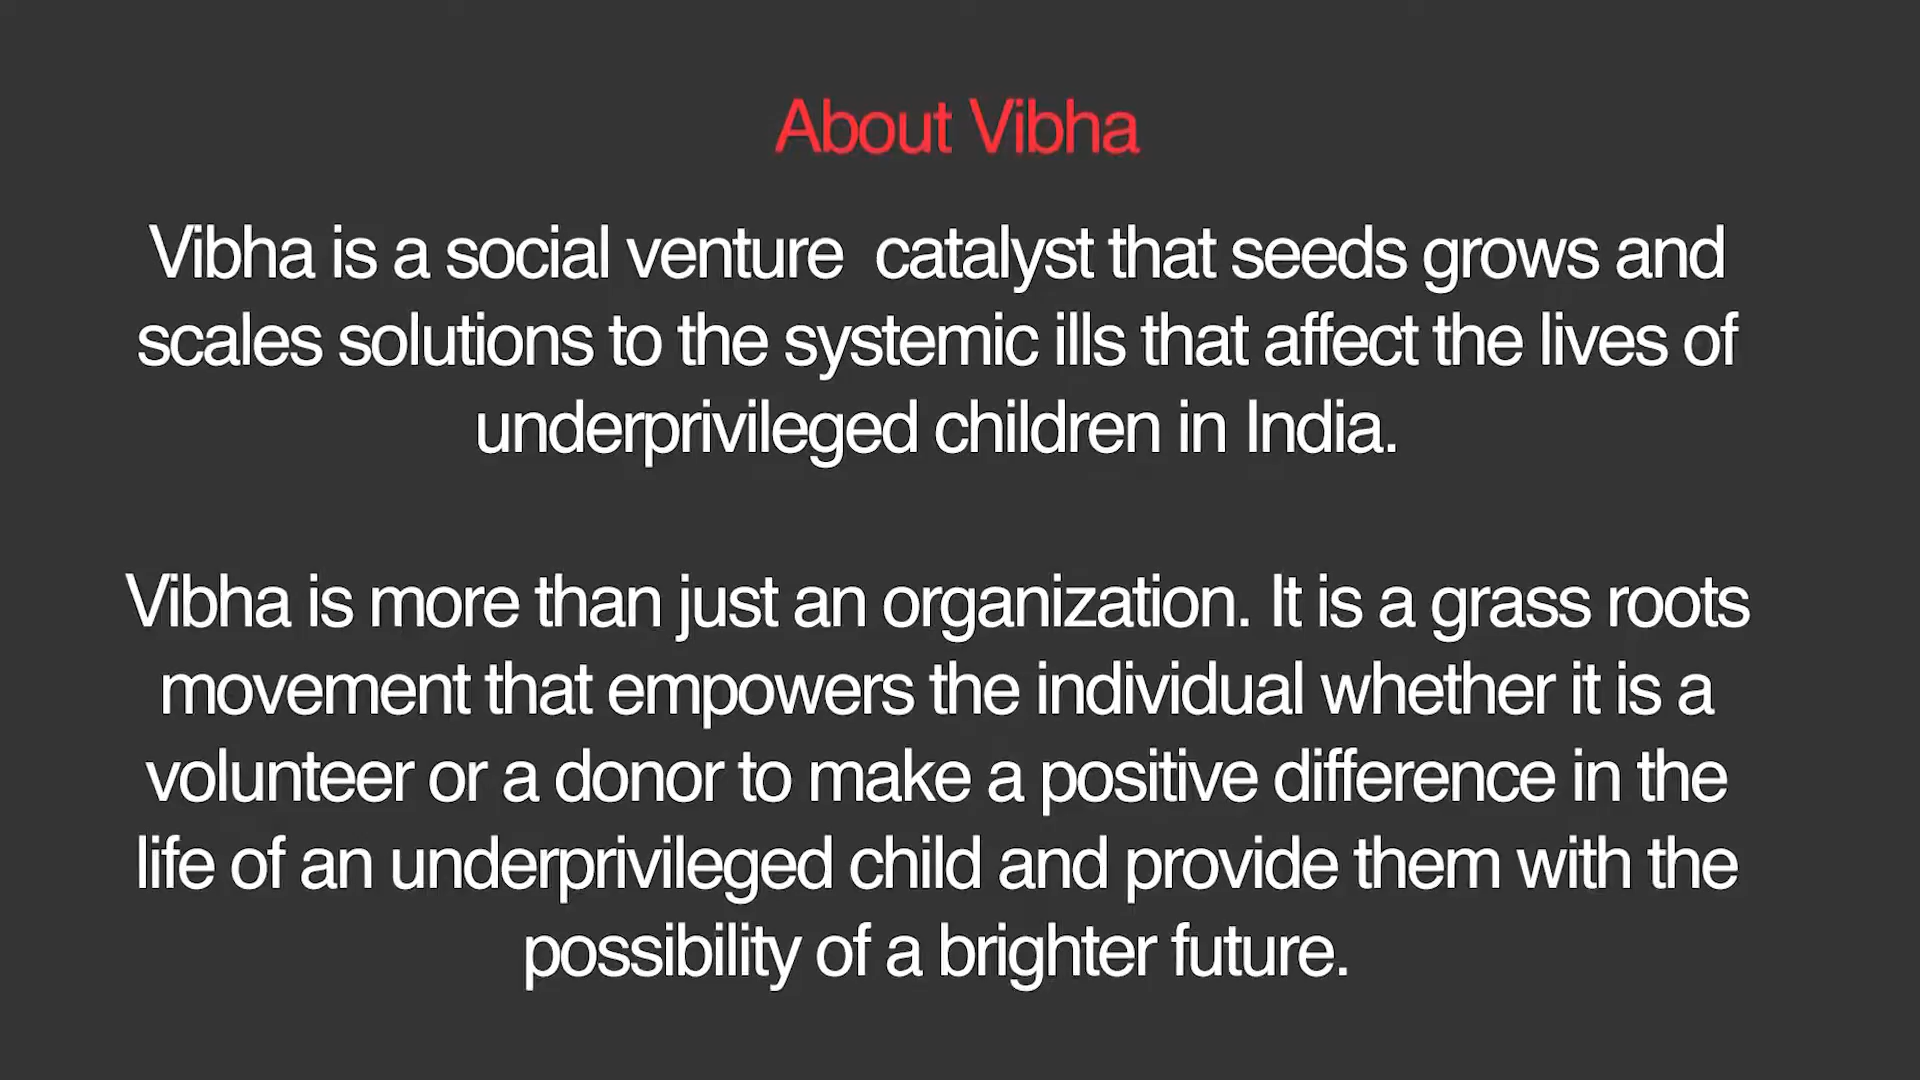 About Vibha
Vibha is a social venture  catalyst that seeds grows and
scales solutions to the systemic ills that affect the lives of
underprivileged children in India.
Vibha is more than just an organization. It is a grass roots
movement that empowers the individual whether it is a
volunteer or a donor to make a positive difference in the
life of an underprivileged child and provide them with the
possibility of a brighter future.